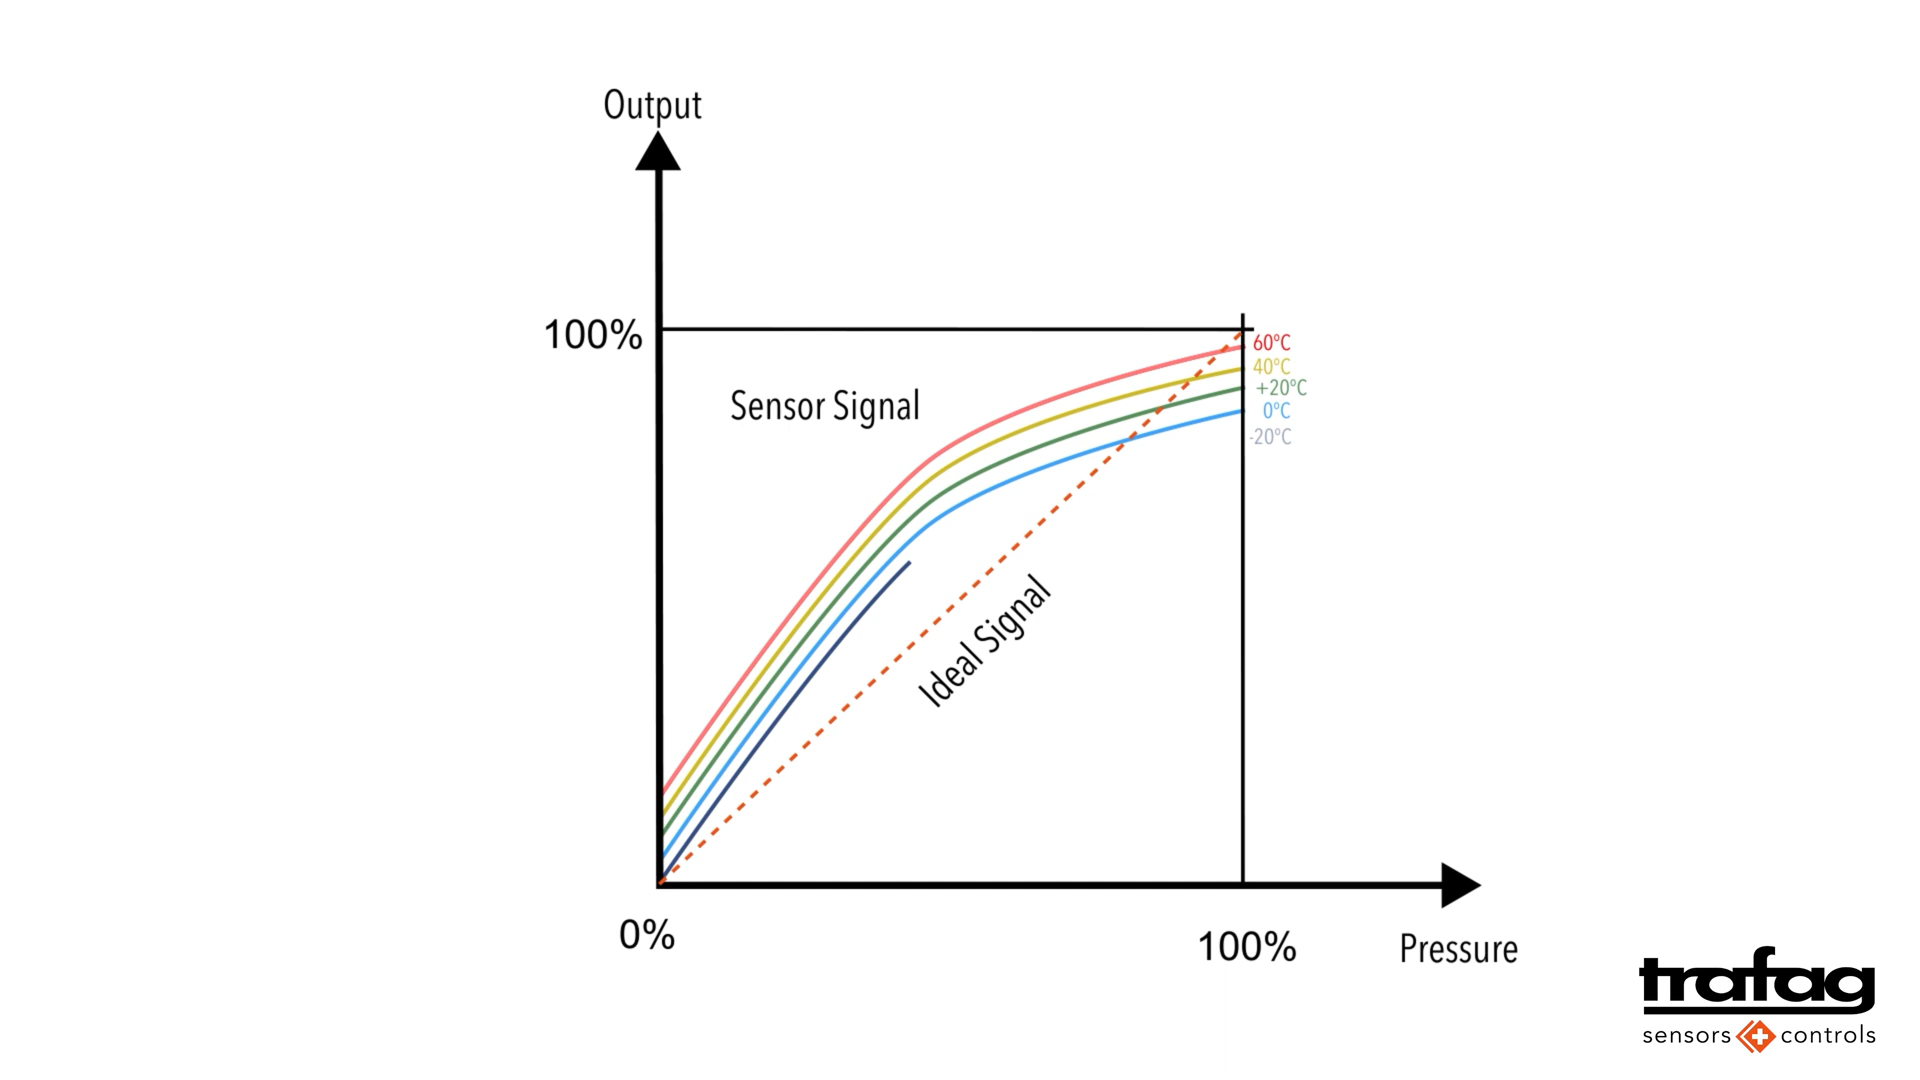 Output
100%
Sensor Signal
60°C
40°C
+20°C
0°C
-20°C
Ideal Signal
0%
100%
Pressure
trafag
sensors controls